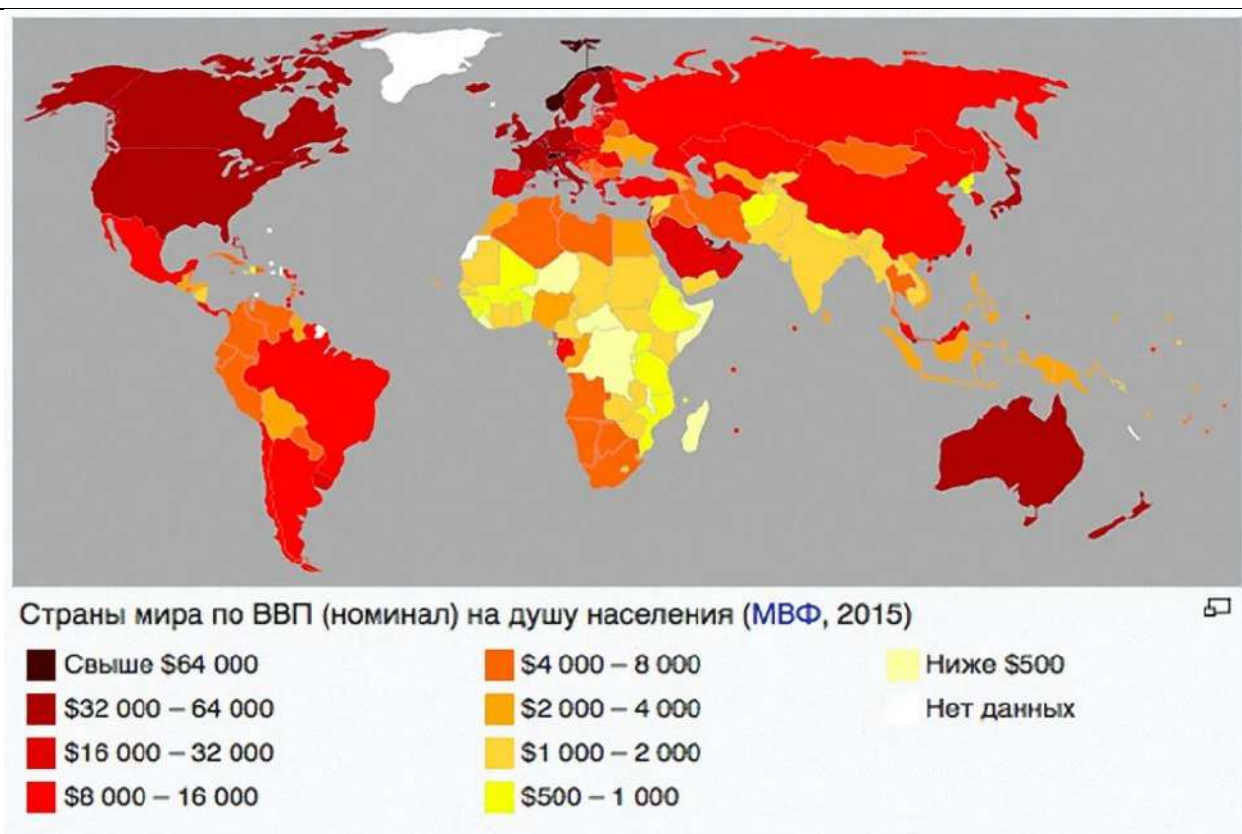 Страны мира по ВВП (номинал) на душу населения (МВФ, 2015)
Свыше $64 000
$32 000 – 64 000
$16 000 – 32 000
$8 000 – 16 000
$4 000 – 8 000
$2 000 – 4 000
$1 000 – 2 000
$500 – 1 000
Ниже $500
Нет данных